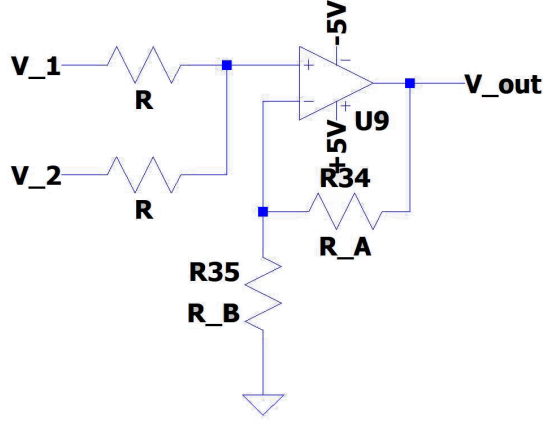 -5V
V_1
R
+
−
−
+
V_out
U9
+5V
V_2
R
R34
R_A
R35
R_B